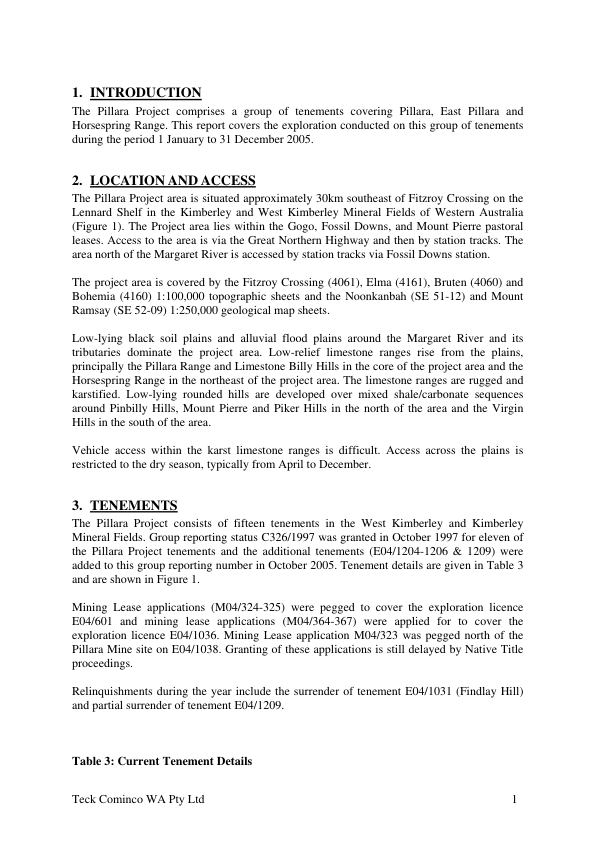 1. INTRODUCTION
The Pillara Project comprises a group of tenements covering Pillara, East Pillara and
Horsespring Range. This report covers the exploration conducted on this group of tenements
during the period 1 January to 31 December 2005.
2. LOCATION AND ACCESS
The Pillara Project area is situated approximately 30km southeast of Fitzroy Crossing on the
Lennard Shelf in the Kimberley and West Kimberley Mineral Fields of Western Australia
(Figure 1). The Project area lies within the Gogo, Fossil Downs, and Mount Pierre pastoral
leases. Access to the area is via the Great Northern Highway and then by station tracks. The
area north of the Margaret River is accessed by station tracks via Fossil Downs station.
The project area is covered by the Fitzroy Crossing (4061), Elma (4161), Bruten (4060) and
Bohemia (4160) 1:100,000 topographic sheets and the Noonkanbah (SE 51-12) and Mount
Ramsay (SE 52-09) 1:250,000 geological map sheets.
Low-lying black soil plains and alluvial flood plains around the Margaret River and its
tributaries dominate the project area. Low-relief limestone ranges rise from the plains,
principally the Pillara Range and Limestone Billy Hills in the core of the project area and the
Horsespring Range in the northeast of the project area. The limestone ranges are rugged and
karstified. Low-lying rounded hills are developed over mixed shale/carbonate sequences
around Pinbilly Hills, Mount Pierre and Piker Hills in the north of the area and the Virgin
Hills in the south of the area.
Vehicle access within the karst limestone ranges is difficult. Access across the plains is
restricted to the dry season, typically from April to December.
3. TENEMENTS
The Pillara Project consists of fifteen tenements in the West Kimberley and Kimberley
Mineral Fields. Group reporting status C326/1997 was granted in October 1997 for eleven of
the Pillara Project tenements and the additional tenements (E04/1204-1206 & 1209) were
added to this group reporting number in October 2005. Tenement details are given in Table 3
and are shown in Figure 1.
Mining Lease applications (M04/324-325) were pegged to cover the exploration licence
E04/601 and mining lease applications (M04/364-367) were applied for to cover the
exploration licence E04/1036. Mining Lease application M04/323 was pegged north of the
Pillara Mine site on E04/1038. Granting of these applications is still delayed by Native Title
proceedings.
Relinquishments during the year include the surrender of tenement E04/1031 (Findlay Hill)
and partial surrender of tenement E04/1209.
Table 3: Current Tenement Details
Teck Cominco WA Pty Ltd 1